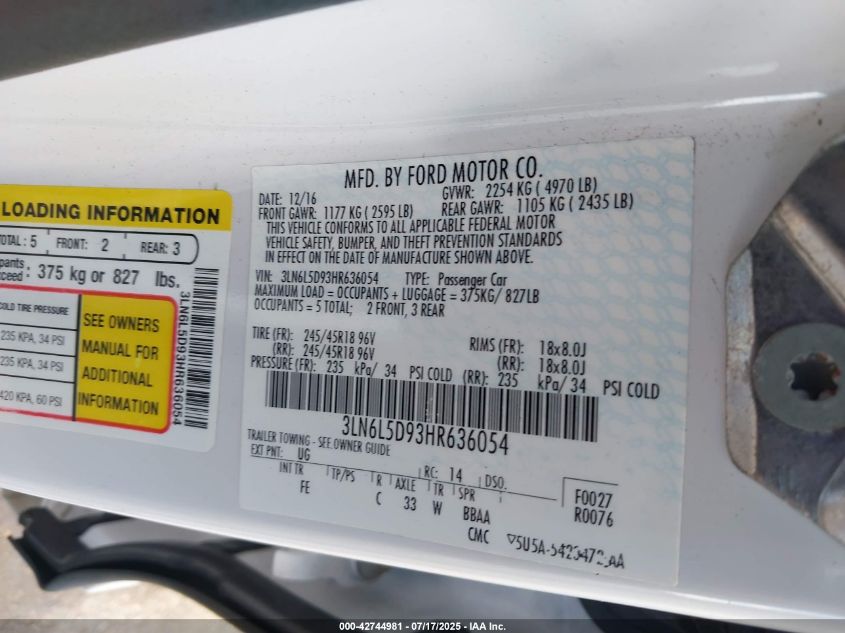 LOADING INFORMATION
TOTAL: 5 FRONT: 2 REAR: 3
pants
ceed: 375 kg or 827 lbs.
COLD TIRE PRESSURE
235 KPA, 34 PSI
235 KPA, 34 PSI
420 KPA, 60 PSI
SEE OWNERS
MANUAL FOR
ADDITIONAL
INFORMATION
3LN6L5D93HR636054
MFD. BY FORD MOTOR CO.
DATE: 12/16 GVWR: 2254 KG ( 4970 LB)
FRONT GAWR: 1177 KG ( 2595 LB) REAR GAWR: 1105 KG ( 2435 LB)
THIS VEHICLE CONFORMS TO ALL APPLICABLE FEDERAL MOTOR
VEHICLE SAFETY, BUMPER, AND THEFT PREVENTION STANDARDS
IN EFFECT ON THE DATE OF MANUFACTURE SHOWN ABOVE.
VIN: 3LN6L5D93HR636054 TYPE: Passenger Car
MAXIMUM LOAD = OCCUPANTS + LUGGAGE = 375KG/ 827LB
OCCUPANTS = 5 TOTAL; 2 FRONT, 3 REAR
TIRE (FR): 245/45R18 96V RIMS (FR): 18x8.0J
(RR): 245/45R18 96V (RR): 18x8.0J
PRESSURE (FR): 235 kPa/ 34 PSI COLD (RR): 235 kPa/ 34 PSI COLD
3LN6L5D93HR636054
TRAILER TOWING - SEE OWNER GUIDE
EXT PNT: UG RC: 14 DSO:
INT TR TP/PS R AXLE TR SPR
FE C 33 W BBAA
CMC
F0027
R0076
000-42744981 - 07/17/2025 - IAA Inc.